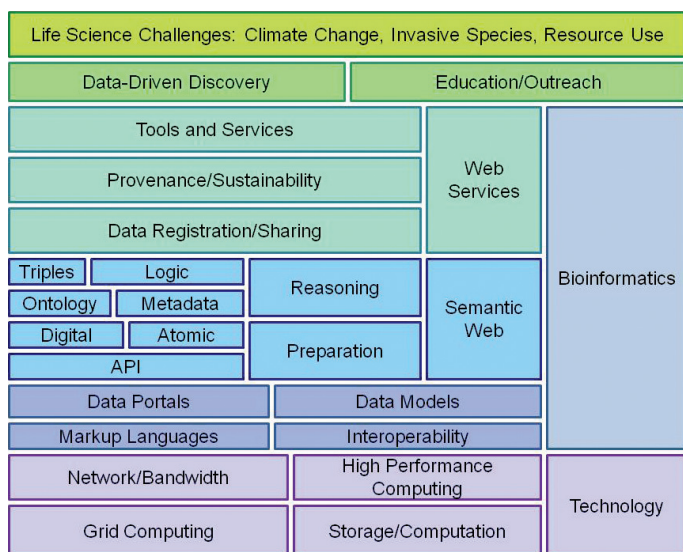 Life Science Challenges: Climate Change, Invasive Species, Resource Use
Data-Driven Discovery
Education/Outreach
Tools and Services
Provenance/Sustainability
Data Registration/Sharing
Web
Services
Bioinformatics
Triples
Logic
Ontology
Metadata
Reasoning
Digital
Atomic
API
Preparation
Semantic
Web
Data Portals
Data Models
Markup Languages
Interoperability
Network/Bandwidth
High Performance
Computing
Grid Computing
Storage/Computation
Technology